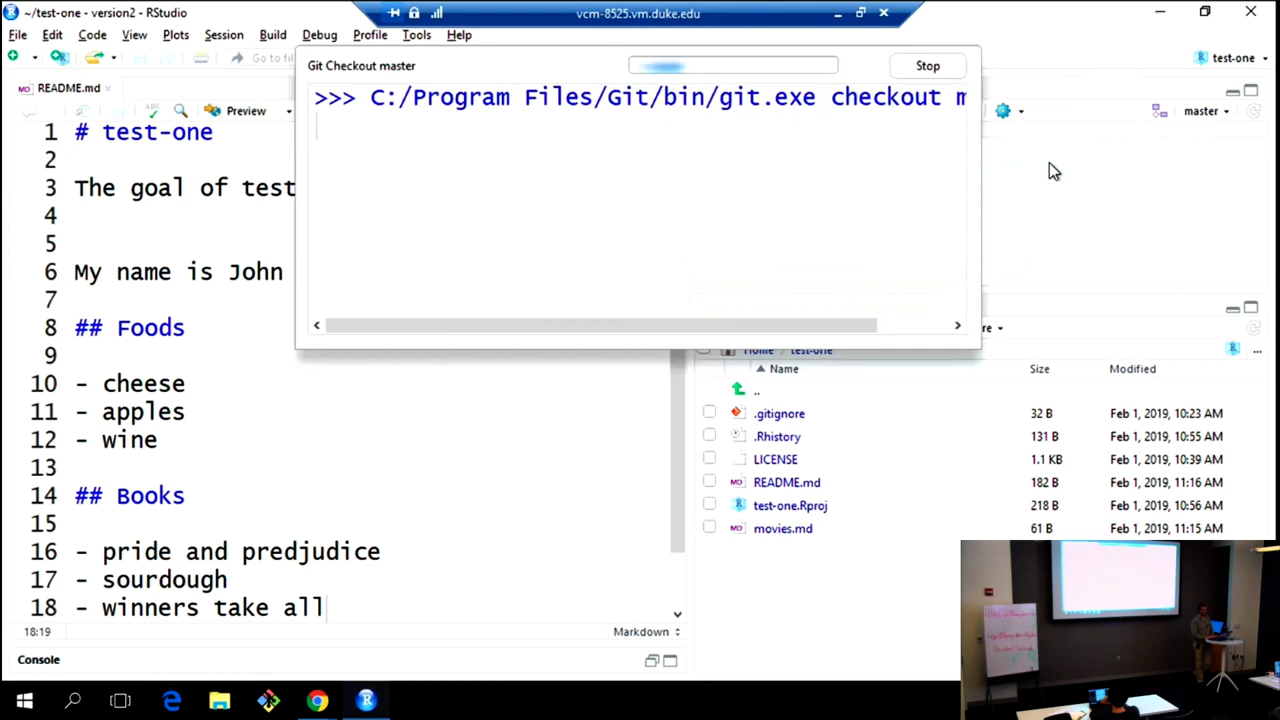 ~/test-one - version2 - RStudio
vcm-8525.vm.duke.edu
File Edit Code View Plots Session Build Debug Profile Tools Help
Go to fil
test-one
README.md
Git Checkout master
Stop
Preview
>>> C:/Program Files/Git/bin/git.exe checkout m
master
1 # test-one
2
3 The goal of test
4
5
6 My name is John
7
8 ## Foods
9
10 - cheese
11 - apples
12 - wine
13
14 ## Books
15
16 - pride and predjudice
17 - sourdough
18 - winners take all
18:19
Markdown
Console
re
Home test-one
Name Size Modified
..
.gitignore 32 B Feb 1, 2019, 10:23 AM
.Rhistory 131 B Feb 1, 2019, 10:55 AM
LICENSE 1.1 KB Feb 1, 2019, 10:39 AM
README.md 182 B Feb 1, 2019, 11:16 AM
test-one.Rproj 218 B Feb 1, 2019, 10:56 AM
movies.md 61 B Feb 1, 2019, 11:15 AM